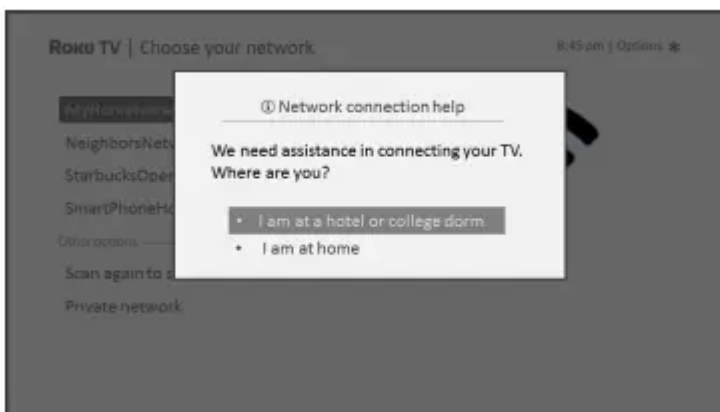 Roku TV | Choose your network
8:45 pm | Options ✱
ⓘ Network connection help
We need assistance in connecting your TV.
Where are you?
• I am at a hotel or college dorm
• I am at home
NeighborsNetw
StarbucksOper
SmartPhoneHo
Other options
Scan again to s
Private network